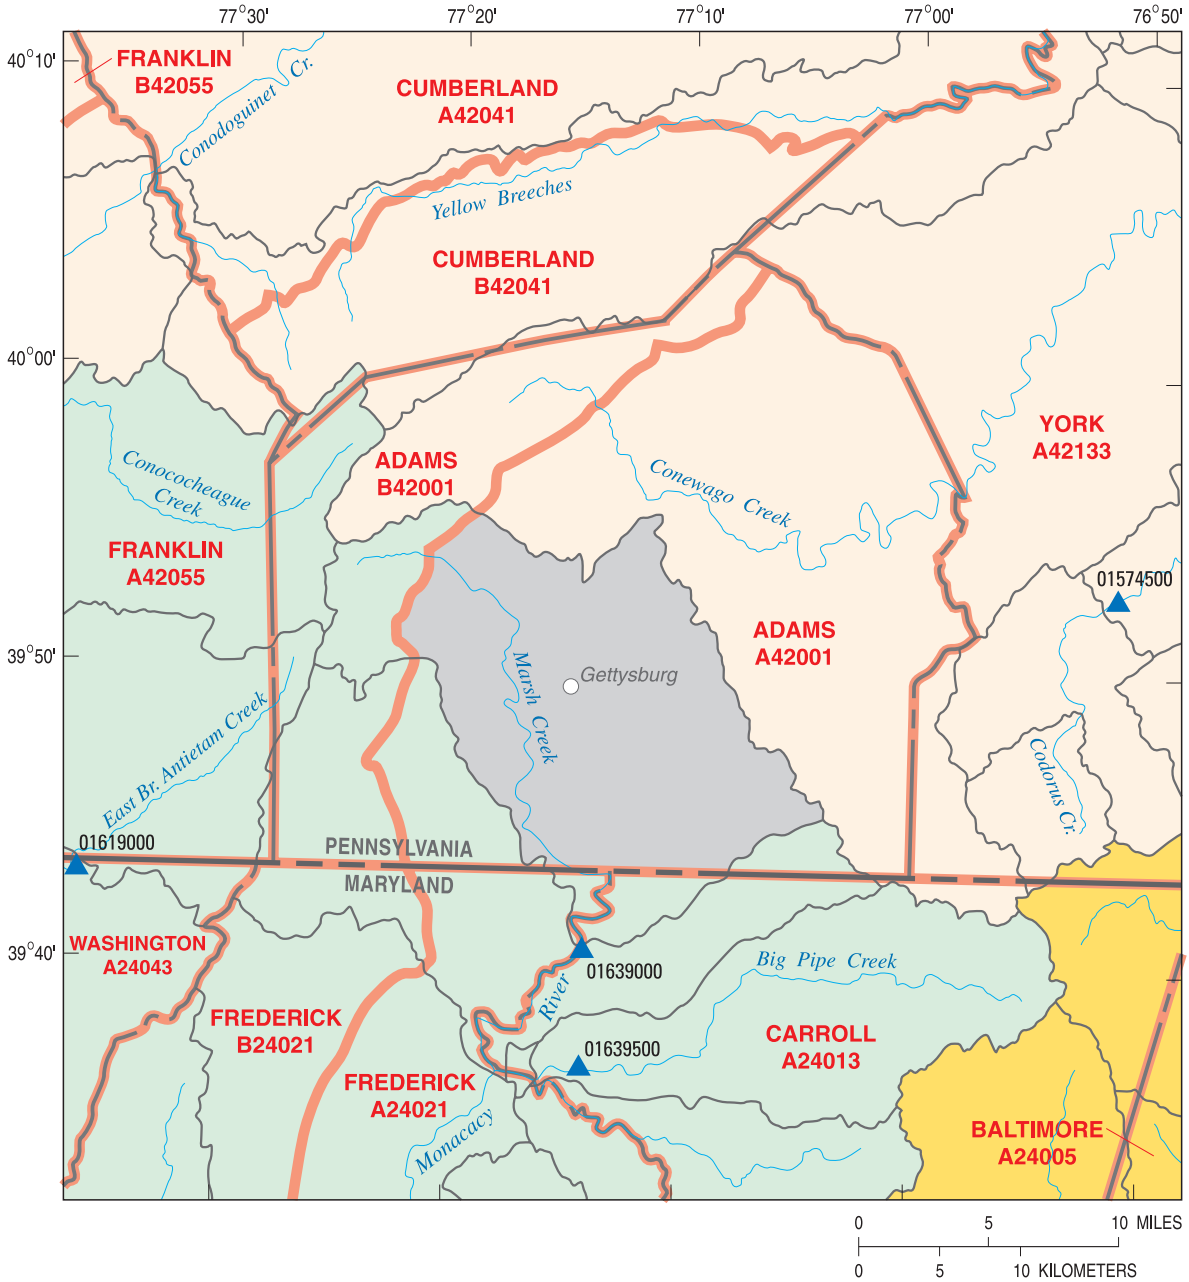 77°30'
77°20'
77°10'
77°00'
76°50'
40°10'
FRANKLIN
B42055
Conodoguinet Cr.
CUMBERLAND
A42041
Yellow Breeches
CUMBERLAND
B42041
40°00'
YORK
A42133
ADAMS
B42001
Conococheague
Creek
Conewago Creek
FRANKLIN
A42055
01574500
ADAMS
A42001
39°50'
Marsh Creek
Gettysburg
East Br. Antietam Creek
Codorus Cr.
01619000
PENNSYLVANIA
MARYLAND
WASHINGTON
A24043
39°40'
01639000
Big Pipe Creek
River
FREDERICK
B24021
CARROLL
A24013
01639500
FREDERICK
A24021
Monacacy
BALTIMORE
A24005
0 5 10 MILES
0 5 10 KILOMETERS